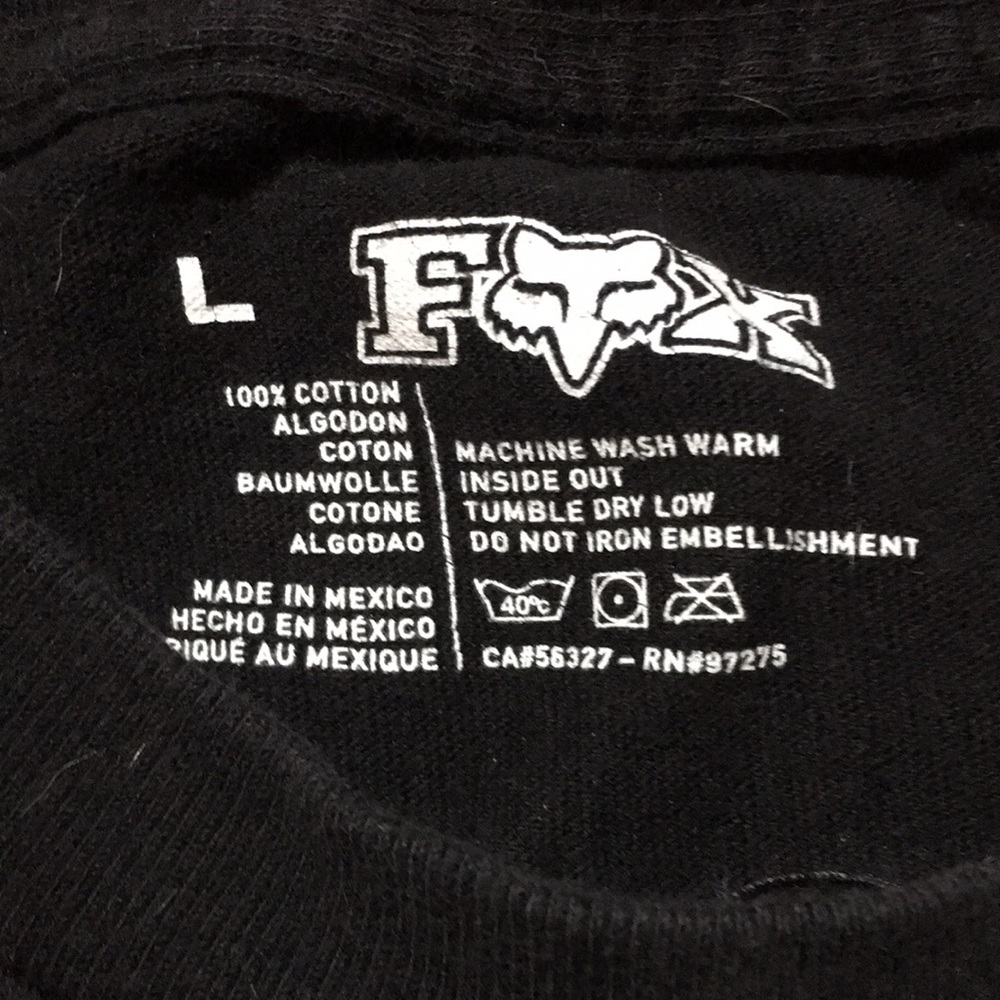 L
FOX
100% COTTON
ALGODON
COTON
BAUMWOLLE
COTONE
ALGODAO
MADE IN MEXICO
HECHO EN MÉXICO
RIQUÉ AU MEXIQUE
MACHINE WASH WARM
INSIDE OUT
TUMBLE DRY LOW
DO NOT IRON EMBELLISHMENT
40°C
CA#56327 – RN#97275